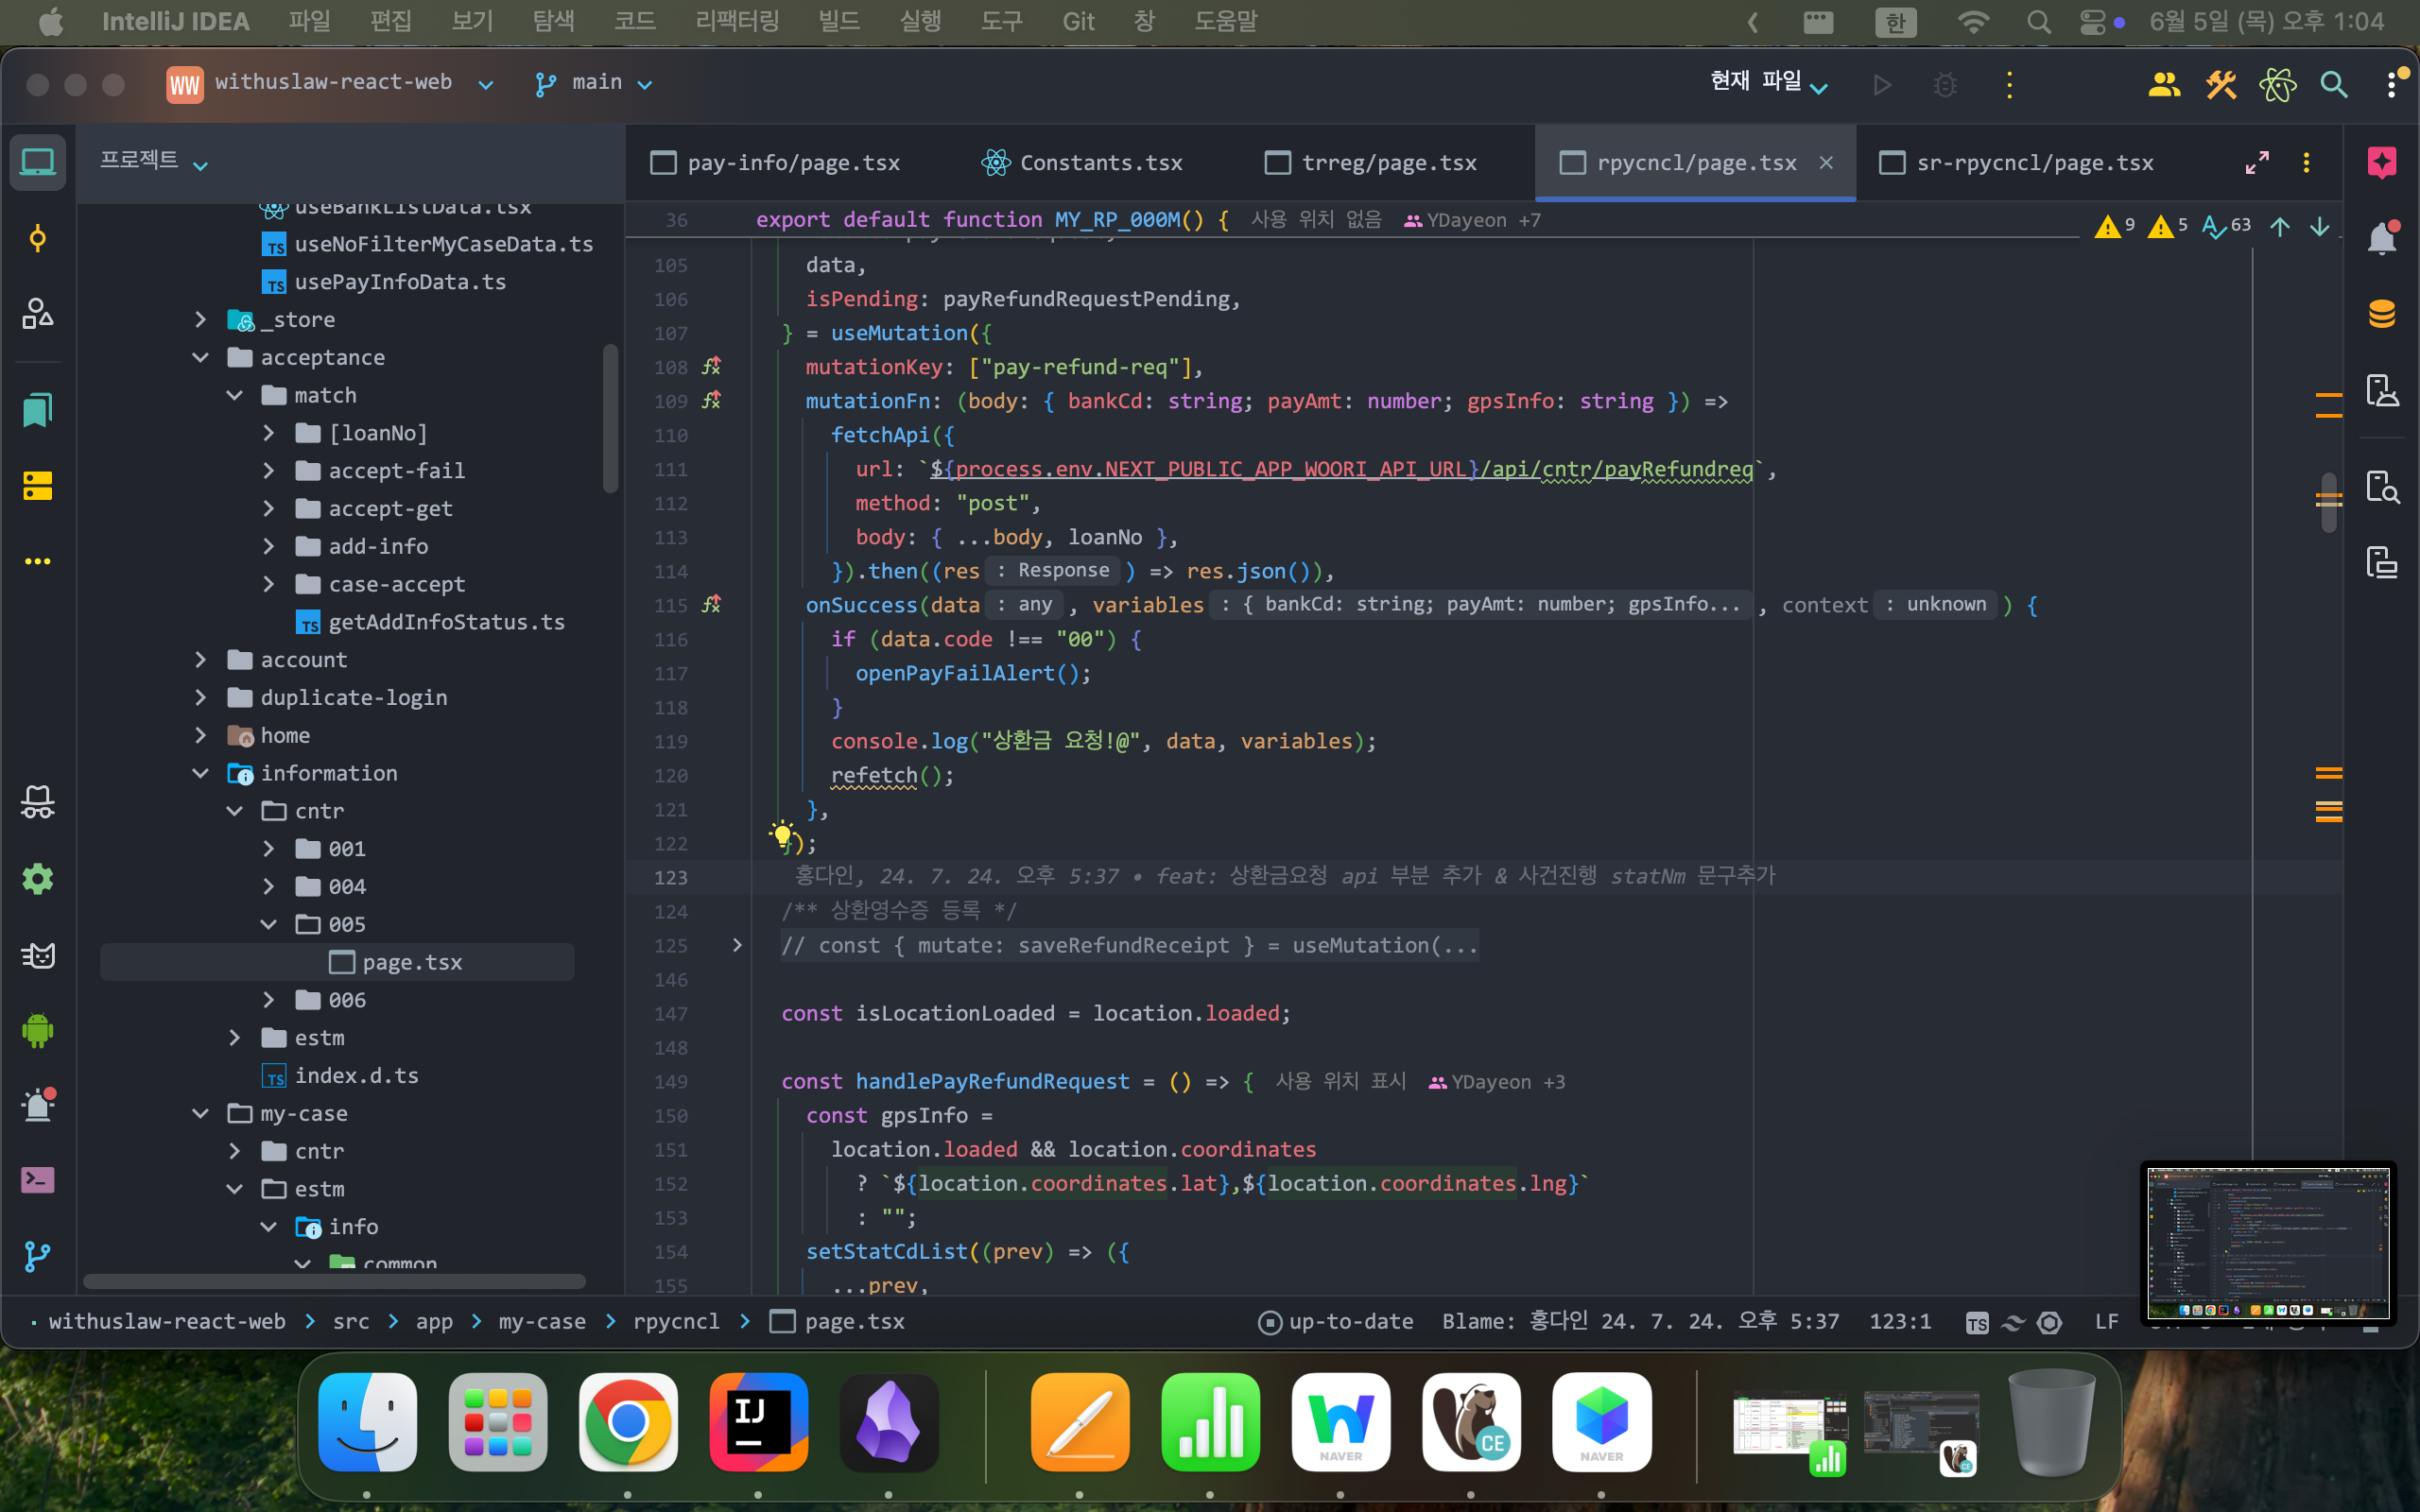 IntelliJ IDEA 파일 편집 보기 탐색 코드 리팩터링 빌드 실행 도구 Git 창 도움말 한 6월 5일 (목) 오후 1:04
WW withuslaw-react-web main 현재 파일
프로젝트
pay-info/page.tsx Constants.tsx trreg/page.tsx rpycncl/page.tsx sr-rpycncl/page.tsx
useBankListData.tsx
TS useNoFilterMyCaseData.ts
TS usePayInfoData.ts
_store
acceptance
match
[loanNo]
accept-fail
accept-get
add-info
case-accept
TS getAddInfoStatus.ts
account
duplicate-login
home
information
cntr
001
004
005
page.tsx
006
estm
TS index.d.ts
my-case
cntr
estm
info
common
36 export default function MY_RP_000M() { 사용 위치 없음 YDayeon +7
9 5 63
105 data,
106 isPending: payRefundRequestPending,
107 } = useMutation({
108 mutationKey: ["pay-refund-req"],
109 mutationFn: (body: { bankCd: string; payAmt: number; gpsInfo: string }) =>
110 fetchApi({
111 url: `${process.env.NEXT_PUBLIC_APP_WOORI_API_URL}/api/cntr/payRefundreq`,
112 method: "post",
113 body: { ...body, loanNo },
114 }).then((res : Response ) => res.json()),
115 onSuccess(data : any , variables : { bankCd: string; payAmt: number; gpsInfo... , context : unknown ) {
116 if (data.code !== "00") {
117 openPayFailAlert();
118 }
119 console.log("상환금 요청!@", data, variables);
120 refetch();
121 },
122 });
123 홍다인, 24. 7. 24. 오후 5:37 • feat: 상환금요청 api 부분 추가 & 사건진행 statNm 문구추가
124 /** 상환영수증 등록 */
125 // const { mutate: saveRefundReceipt } = useMutation(...
146
147 const isLocationLoaded = location.loaded;
148
149 const handlePayRefundRequest = () => { 사용 위치 표시 YDayeon +3
150 const gpsInfo =
151 location.loaded && location.coordinates
152 ? `${location.coordinates.lat},${location.coordinates.lng}`
153 : "";
154 setStatCdList((prev) => ({
155 ...prev,
withuslaw-react-web src app my-case rpycncl page.tsx
up-to-date Blame: 홍다인 24. 7. 24. 오후 5:37 123:1 TS LF
IJ
NAVER
CE
NAVER